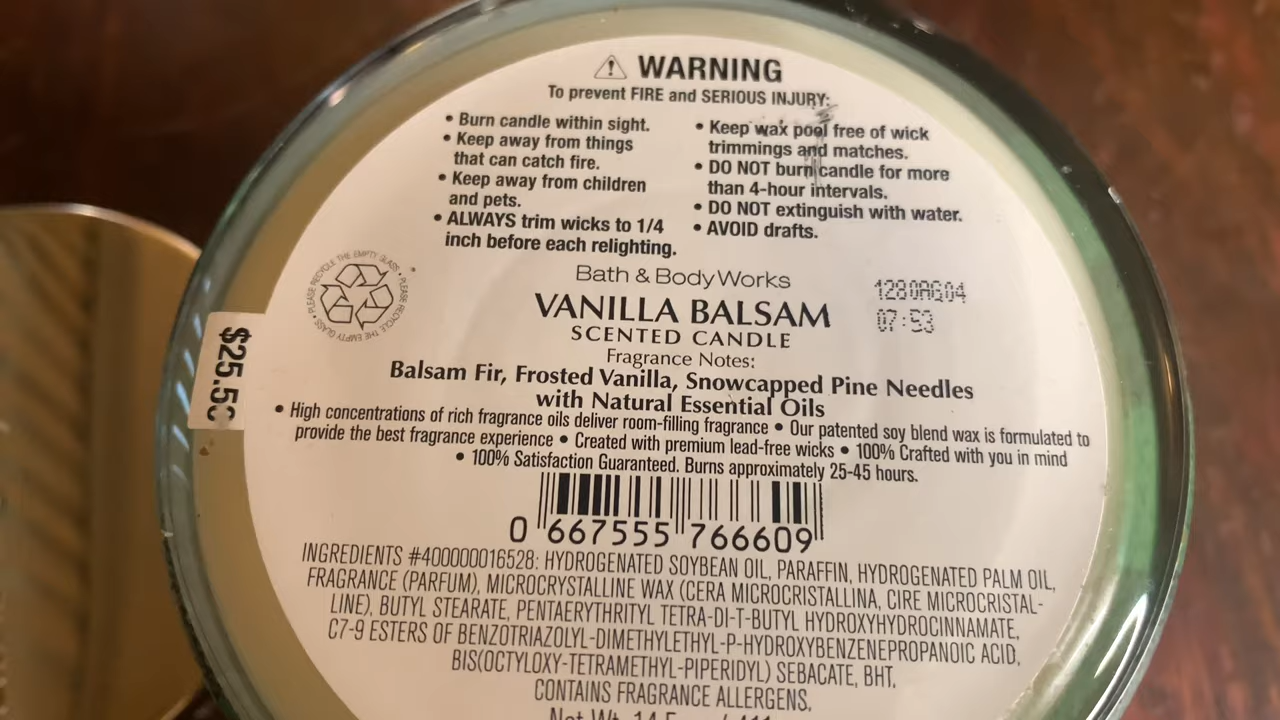 WARNING
To prevent FIRE and SERIOUS INJURY:
• Burn candle within sight.
• Keep away from things
that can catch fire.
• Keep away from children
and pets.
• ALWAYS trim wicks to 1/4
inch before each relighting.
• Keep wax pool free of wick
trimmings and matches.
• DO NOT burn candle for more
than 4-hour intervals.
• DO NOT extinguish with water.
• AVOID drafts.
PLEASE RECYCLE THE EMPTY GLASS • PLEASE RECYCLE THE EMPTY GLASS •
Bath & Body Works
VANILLA BALSAM
SCENTED CANDLE
1280AG04
07:53
$25.50
Fragrance Notes:
Balsam Fir, Frosted Vanilla, Snowcapped Pine Needles
with Natural Essential Oils
• High concentrations of rich fragrance oils deliver room-filling fragrance • Our patented soy blend wax is formulated to
provide the best fragrance experience • Created with premium lead-free wicks • 100% Crafted with you in mind
• 100% Satisfaction Guaranteed. Burns approximately 25-45 hours.
0 667555 766609
INGREDIENTS #400000016528: HYDROGENATED SOYBEAN OIL, PARAFFIN, HYDROGENATED PALM OIL,
FRAGRANCE (PARFUM), MICROCRYSTALLINE WAX (CERA MICROCRISTALLINA, CIRE MICROCRISTAL-
LINE), BUTYL STEARATE, PENTAERYTHRITYL TETRA-DI-T-BUTYL HYDROXYHYDROCINNAMATE,
C7-9 ESTERS OF BENZOTRIAZOLYL-DIMETHYLETHYL-P-HYDROXYBENZENEPROPANOIC ACID,
BIS(OCTYLOXY-TETRAMETHYL-PIPERIDYL) SEBACATE, BHT.
CONTAINS FRAGRANCE ALLERGENS.
Net Wt. 14.5